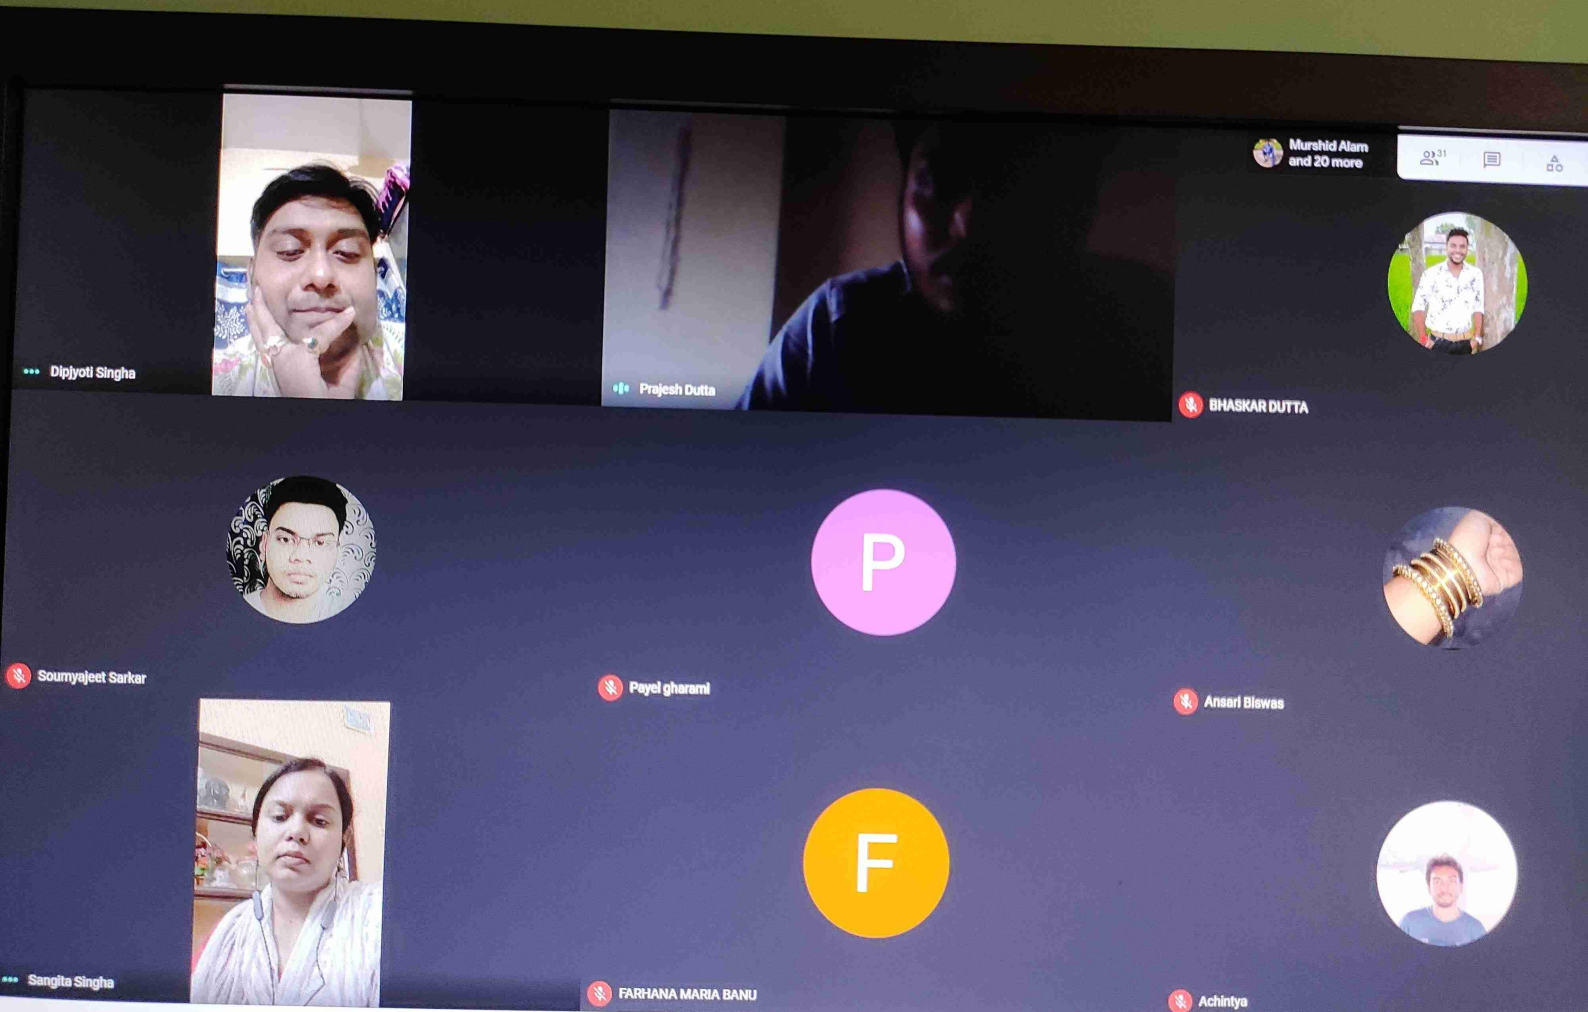 Murshid Alam
and 20 more
31
Dipjyoti Singha
Prajesh Dutta
BHASKAR DUTTA
P
Soumyajeet Sarkar
Payel gharami
Ansari Biswas
F
Sangita Singha
FARHANA MARIA BANU
Achintya